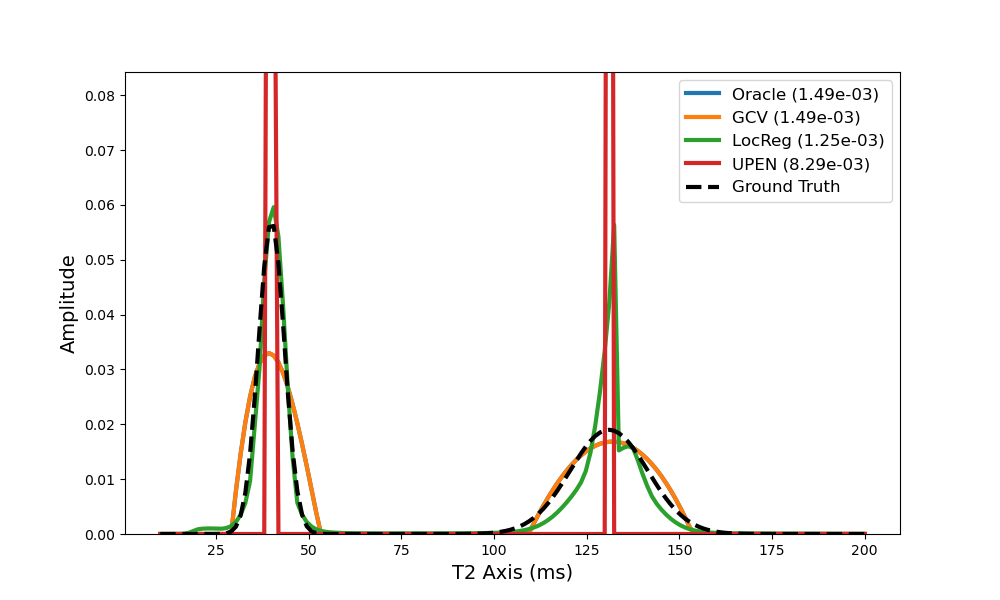 Oracle (1.49e-03)
GCV (1.49e-03)
LocReg (1.25e-03)
UPEN (8.29e-03)
Ground Truth
Amplitude
0.08
0.07
0.06
0.05
0.04
0.03
0.02
0.01
0.00
25 50 75 100 125 150 175 200
T2 Axis (ms)